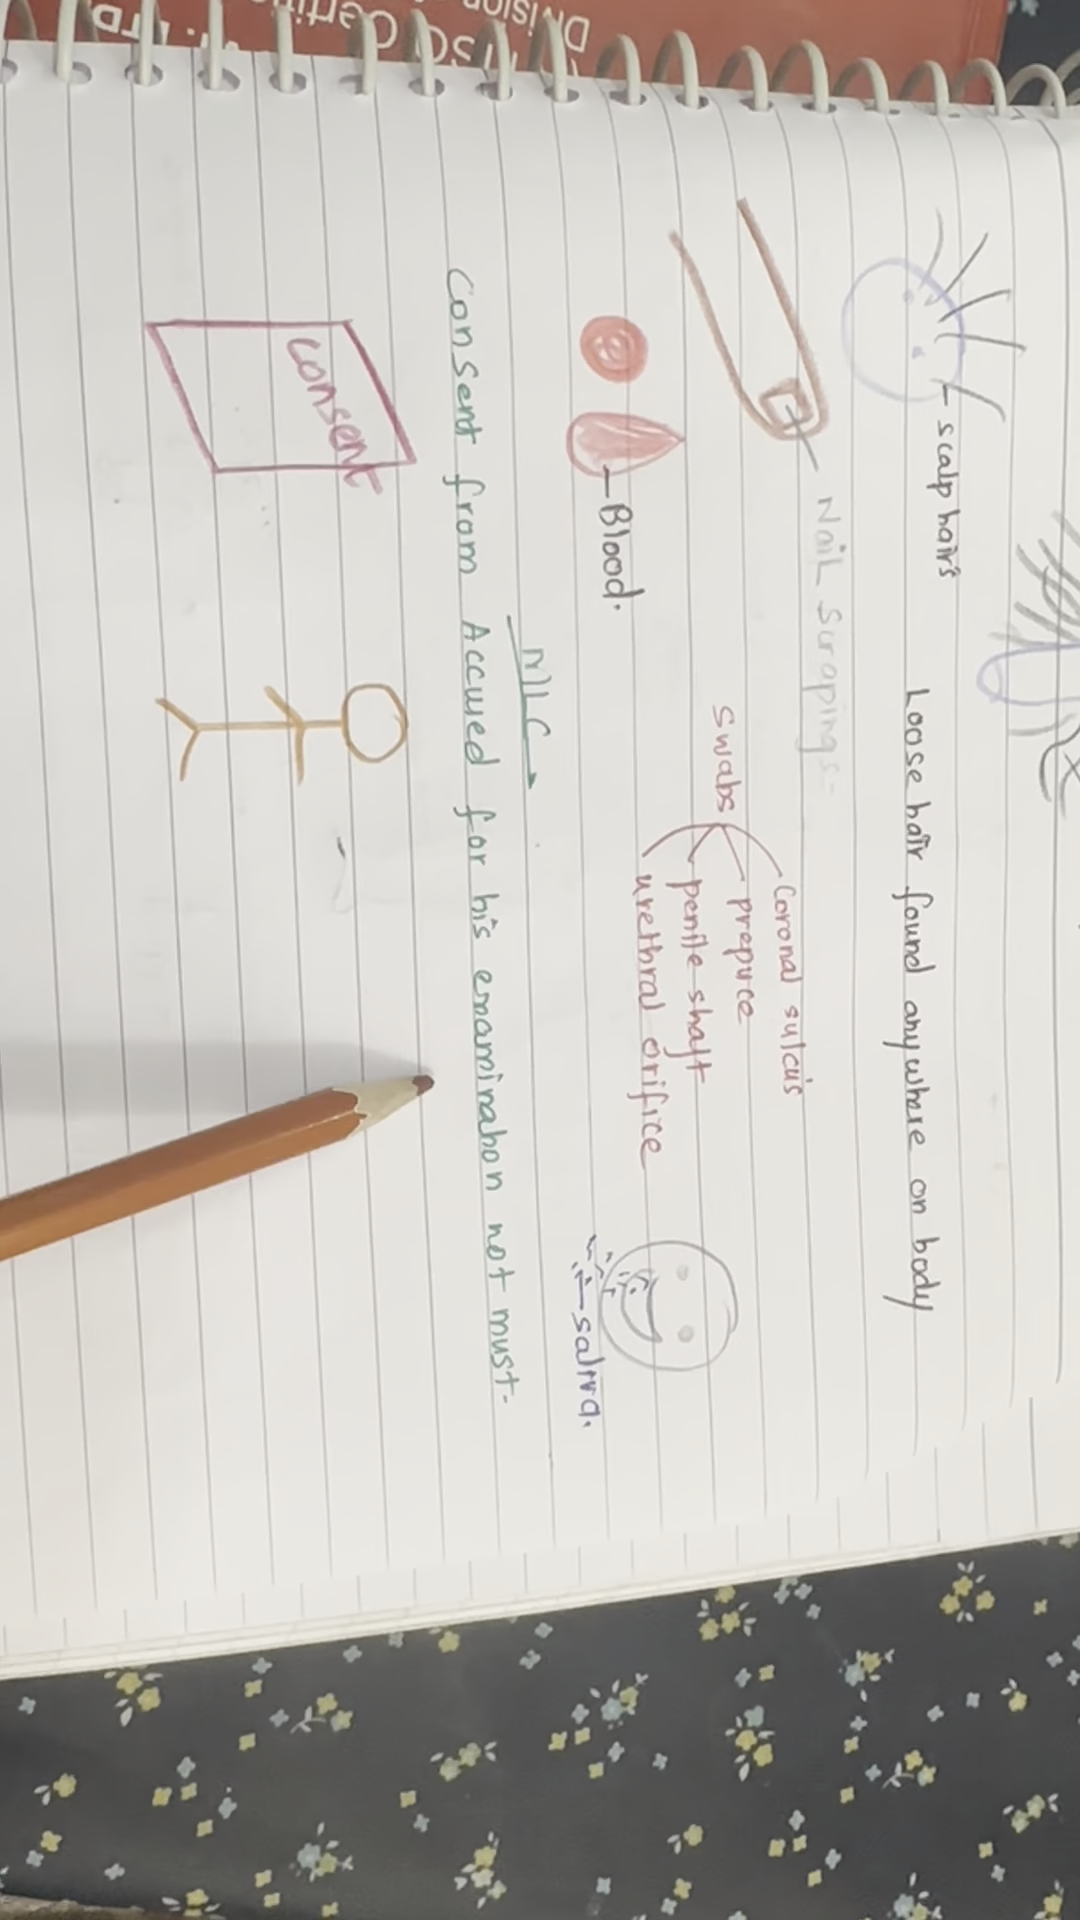 scalp hairs
Loose hair found anywhere on body
Nail Scrapings-
Swabs
Coronal sulcus
prepuce
penile shaft
urethral orifice
Blood.
saliva.
MLC
Consent from Accused for his examination not must-
Consent
Division